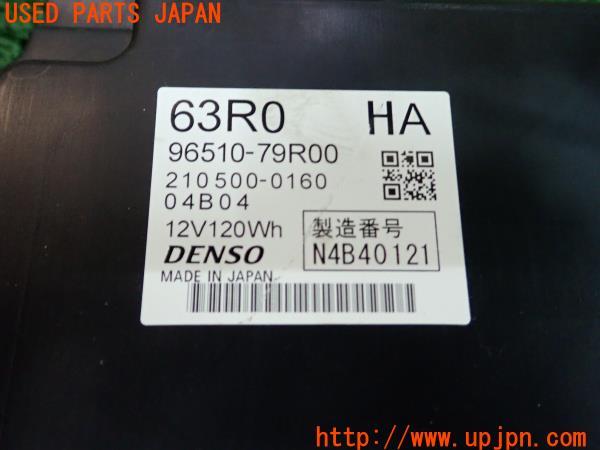 USED PARTS JAPAN
63R0 HA
96510-79R00
210500-0160
04B04
12V120Wh
製造番号
DENSO
N4B40121
MADE IN JAPAN
UPJ
http://www.upjpn.com